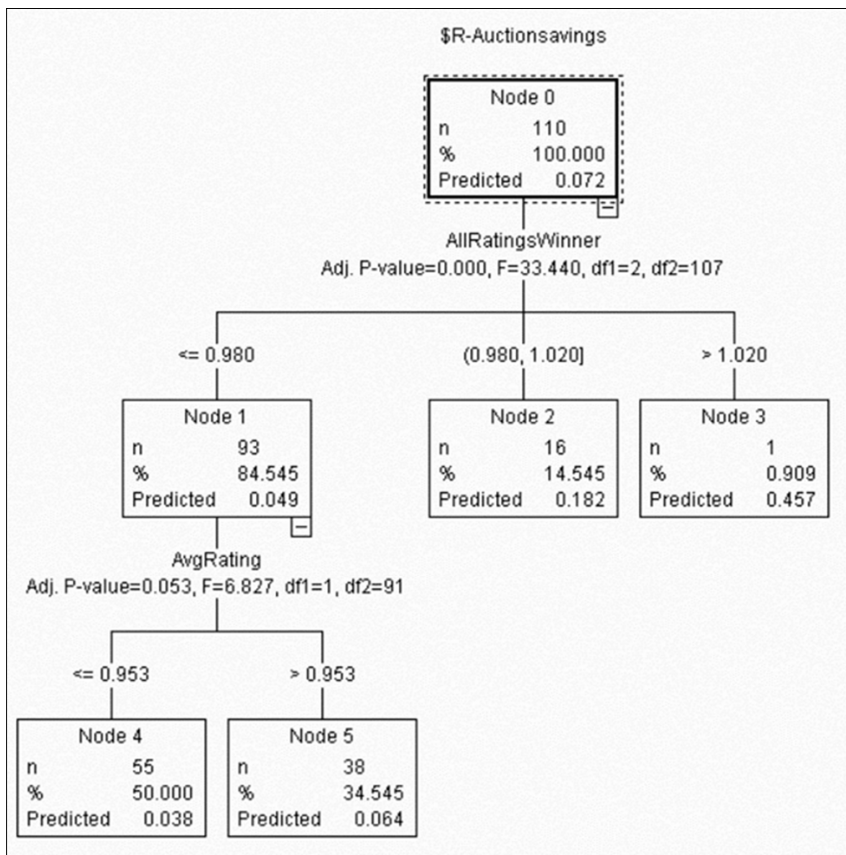 $R-Auctionsavings
Node 0
n 110
% 100.000
Predicted 0.072
AllRatingsWinner
Adj. P-value=0.000, F=33.440, df1=2, df2=107
<= 0.980
(0.980, 1.020]
> 1.020
Node 1
n 93
% 84.545
Predicted 0.049
Node 2
n 16
% 14.545
Predicted 0.182
Node 3
n 1
% 0.909
Predicted 0.457
AvgRating
Adj. P-value=0.053, F=6.827, df1=1, df2=91
<= 0.953
> 0.953
Node 4
n 55
% 50.000
Predicted 0.038
Node 5
n 38
% 34.545
Predicted 0.064